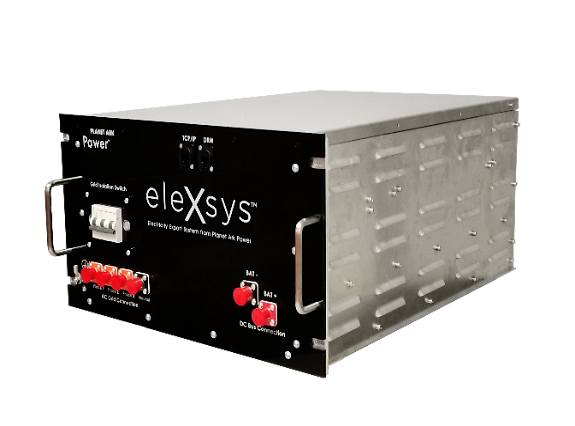 PLANET ARK
Power
TCP/IP
DRM
Grid Isolation Switch
eleXsys™
Electricity Export System from Planet Ark Power
BAT -
BAT +
AC Grid Connection
DC Bus Connection